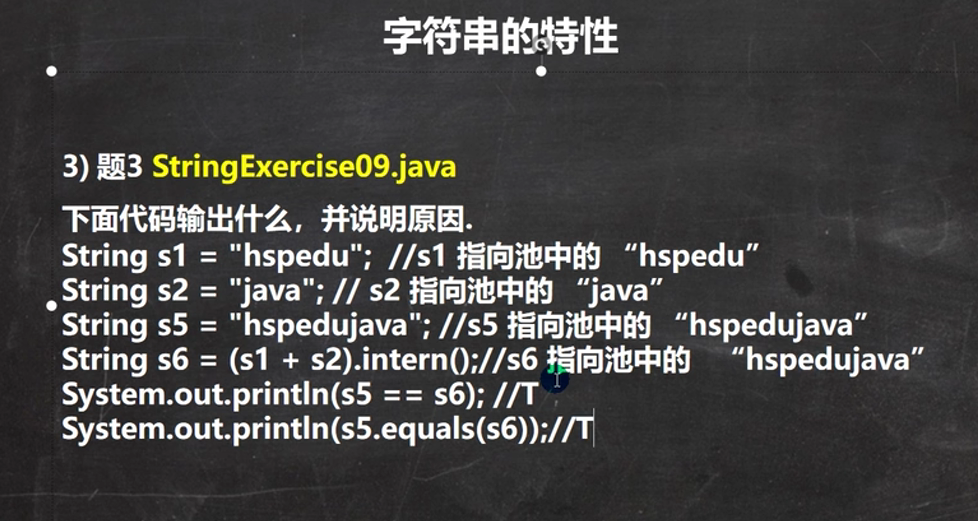 字符串的特性
3) 题3 StringExercise09.java
下面代码输出什么，并说明原因.
String s1 = "hspedu";  //s1 指向池中的 “hspedu”
String s2 = "java"; // s2 指向池中的 “java”
String s5 = "hspedujava"; //s5 指向池中的 “hspedujava”
String s6 = (s1 + s2).intern();//s6 指向池中的   “hspedujava”
System.out.println(s5 == s6); //T
System.out.println(s5.equals(s6));//T